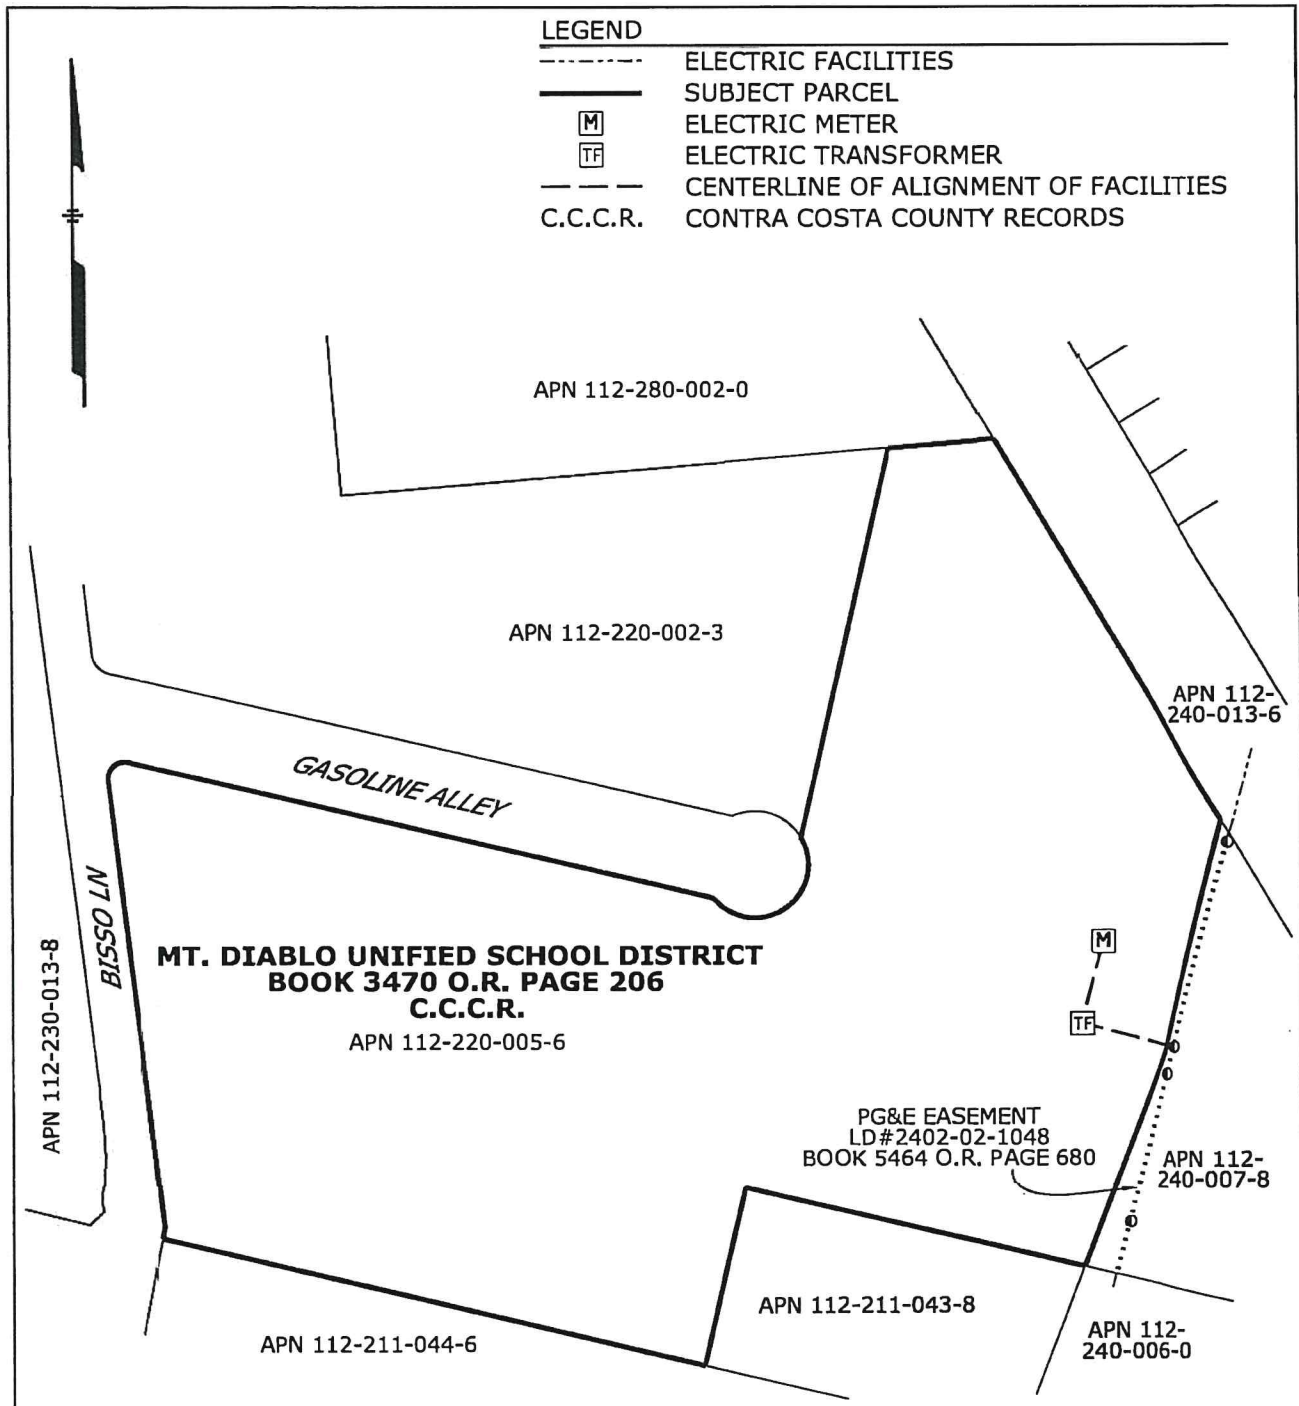 LEGEND
ELECTRIC FACILITIES
SUBJECT PARCEL
M ELECTRIC METER
TF ELECTRIC TRANSFORMER
CENTERLINE OF ALIGNMENT OF FACILITIES
C.C.C.R. CONTRA COSTA COUNTY RECORDS
APN 112-280-002-0
APN 112-220-002-3
APN 112-
240-013-6
GASOLINE ALLEY
BISSO LN
APN 112-230-013-8
MT. DIABLO UNIFIED SCHOOL DISTRICT
BOOK 3470 O.R. PAGE 206
C.C.C.R.
APN 112-220-005-6
M
TF
PG&E EASEMENT
LD#2402-02-1048
BOOK 5464 O.R. PAGE 680
APN 112-
240-007-8
APN 112-211-043-8
APN 112-211-044-6
APN 112-
240-006-0